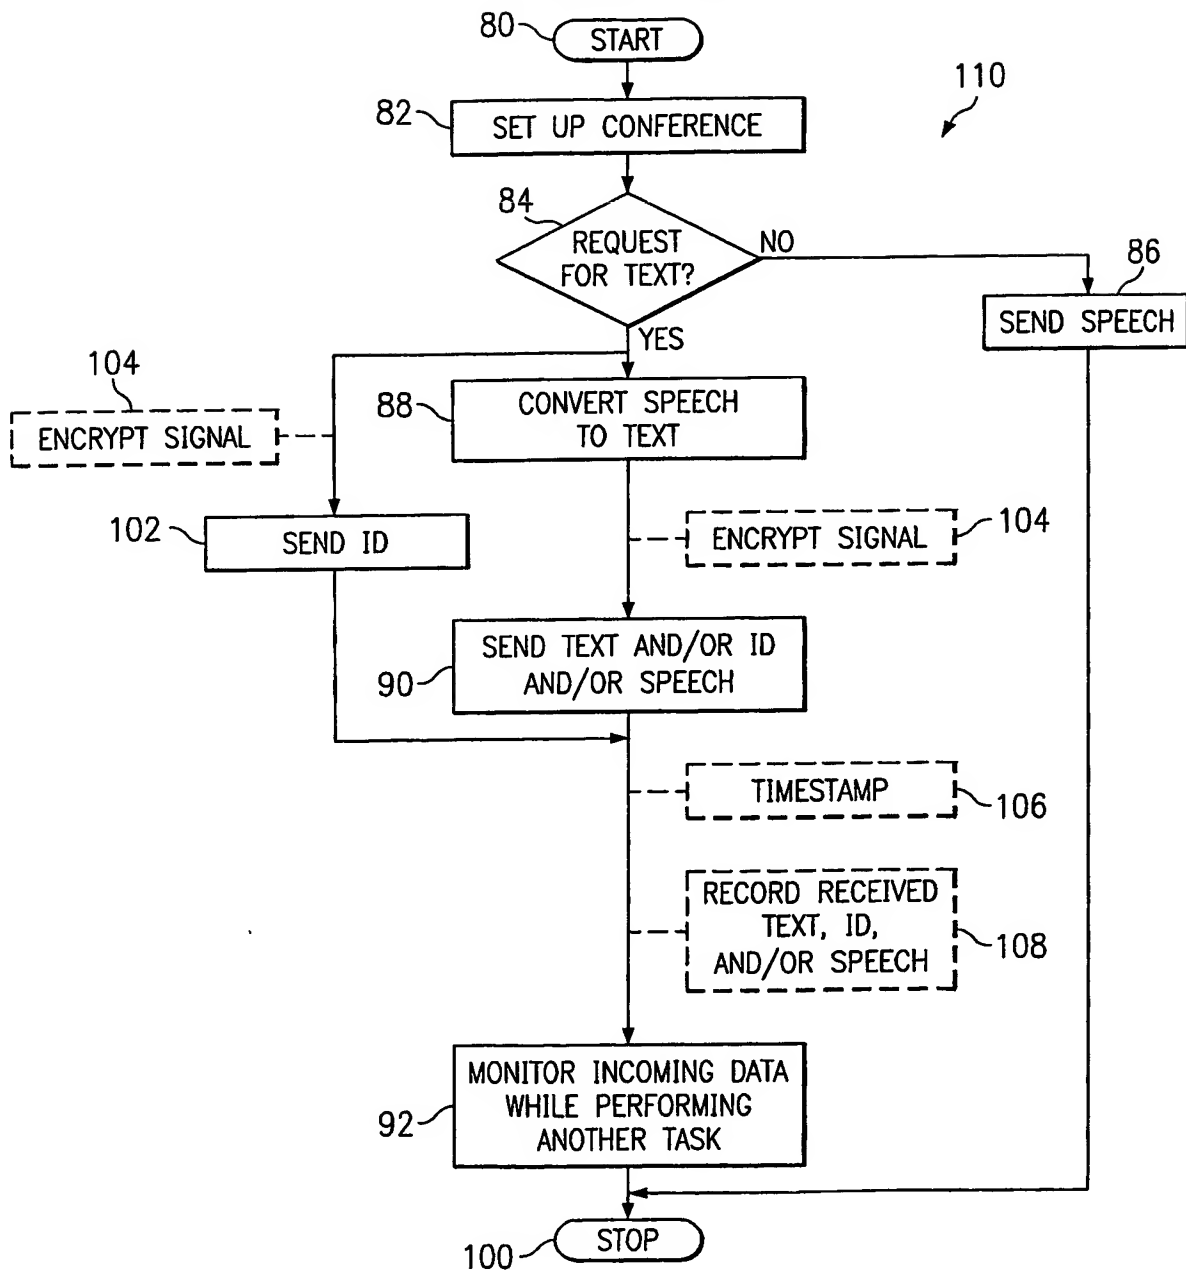 80
START
110
82
SET UP CONFERENCE
84
REQUEST
FOR TEXT?
NO
86
SEND SPEECH
YES
104
ENCRYPT SIGNAL
88
CONVERT SPEECH
TO TEXT
102
SEND ID
ENCRYPT SIGNAL
104
90
SEND TEXT AND/OR ID
AND/OR SPEECH
TIMESTAMP
106
RECORD RECEIVED
TEXT, ID,
AND/OR SPEECH
108
92
MONITOR INCOMING DATA
WHILE PERFORMING
ANOTHER TASK
100
STOP